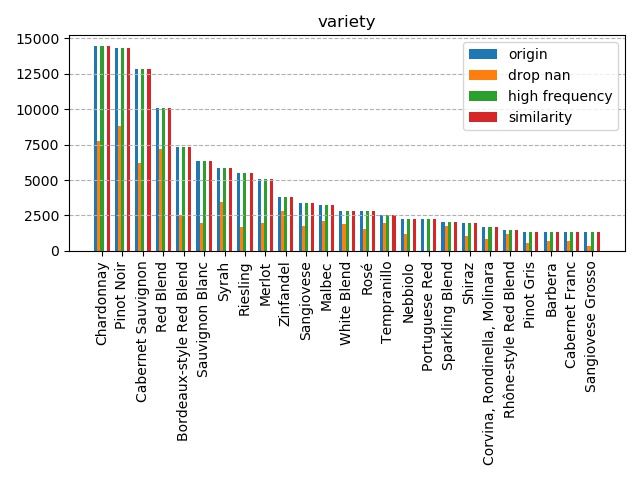 variety
15000
12500
10000
7500
5000
2500
0
origin
drop nan
high frequency
similarity
Chardonnay
Pinot Noir
Cabernet Sauvignon
Red Blend
Bordeaux-style Red Blend
Sauvignon Blanc
Syrah
Riesling
Merlot
Zinfandel
Sangiovese
Malbec
White Blend
Rosé
Tempranillo
Nebbiolo
Portuguese Red
Sparkling Blend
Shiraz
Corvina, Rondinella, Molinara
Rhône-style Red Blend
Pinot Gris
Barbera
Cabernet Franc
Sangiovese Grosso